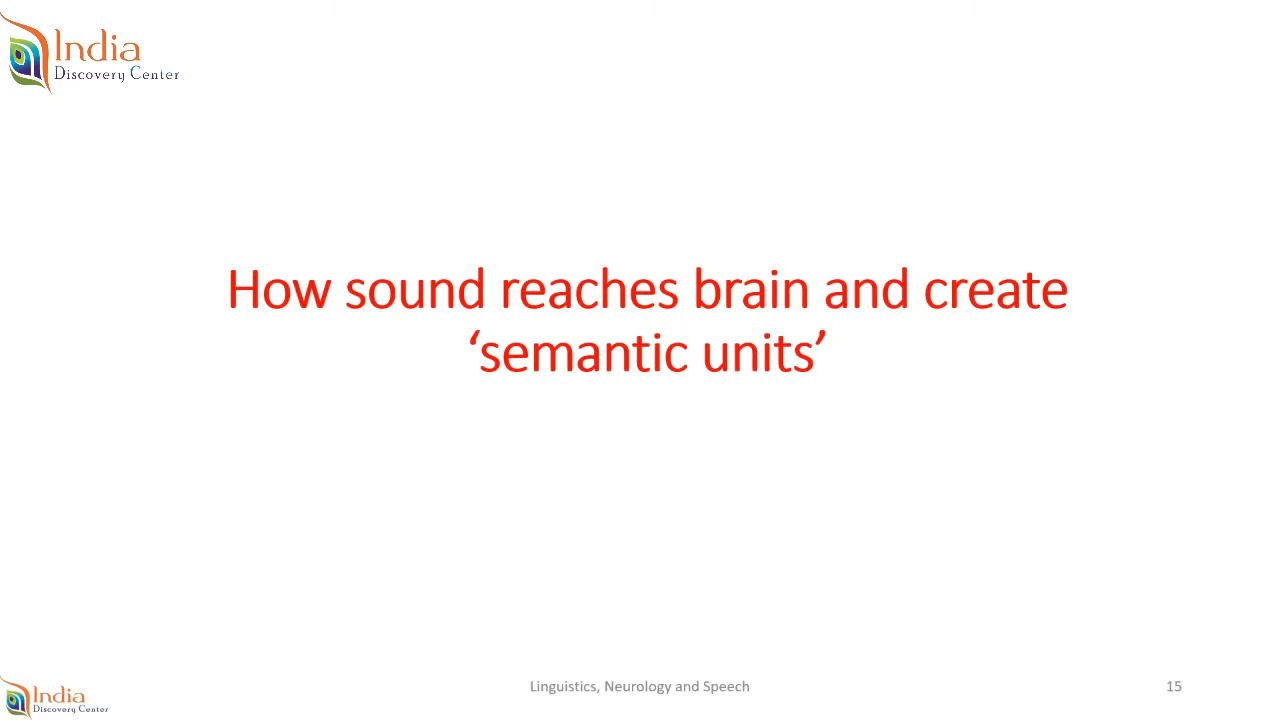 India
Discovery Center
How sound reaches brain and create
‘semantic units’
India
Discovery Center
Linguistics, Neurology and Speech
15